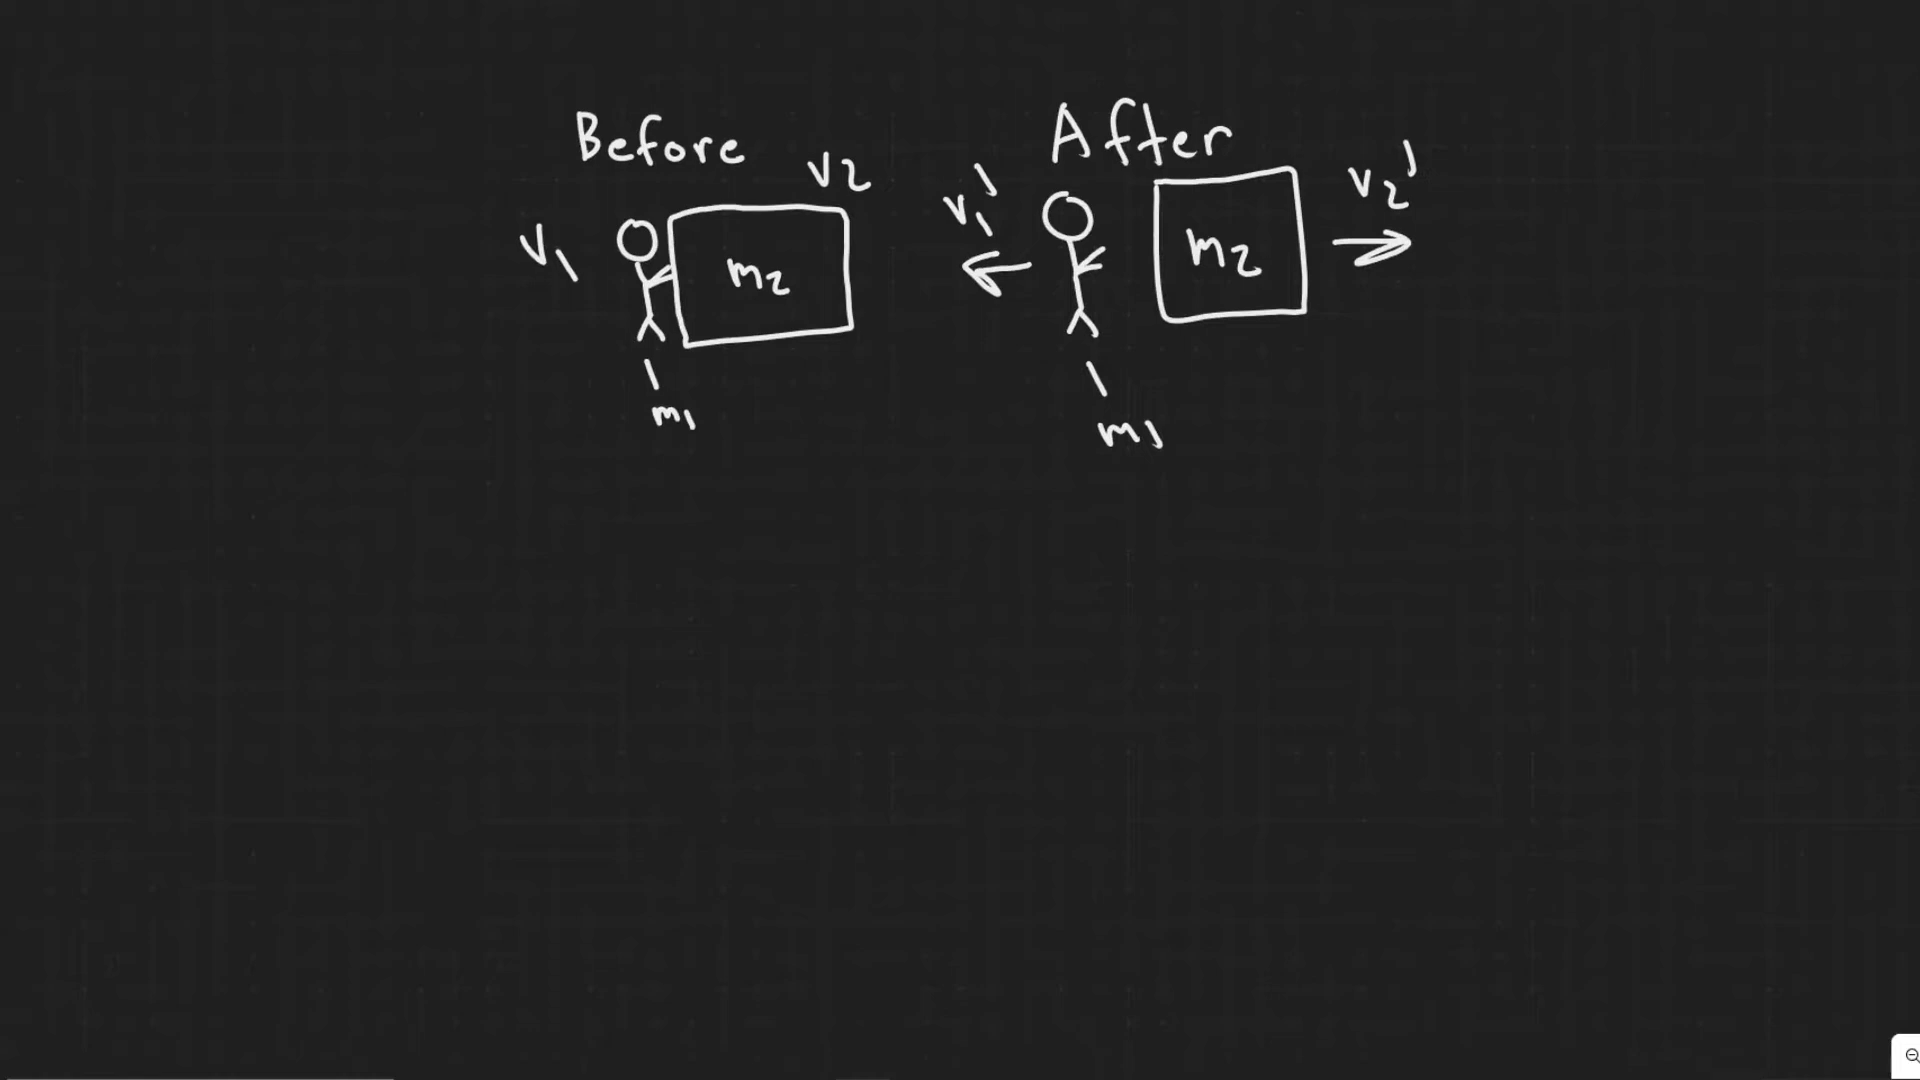 Before
v₂
v₁
m₂
m₁
After
v₁'
v₂'
m₂
m₁